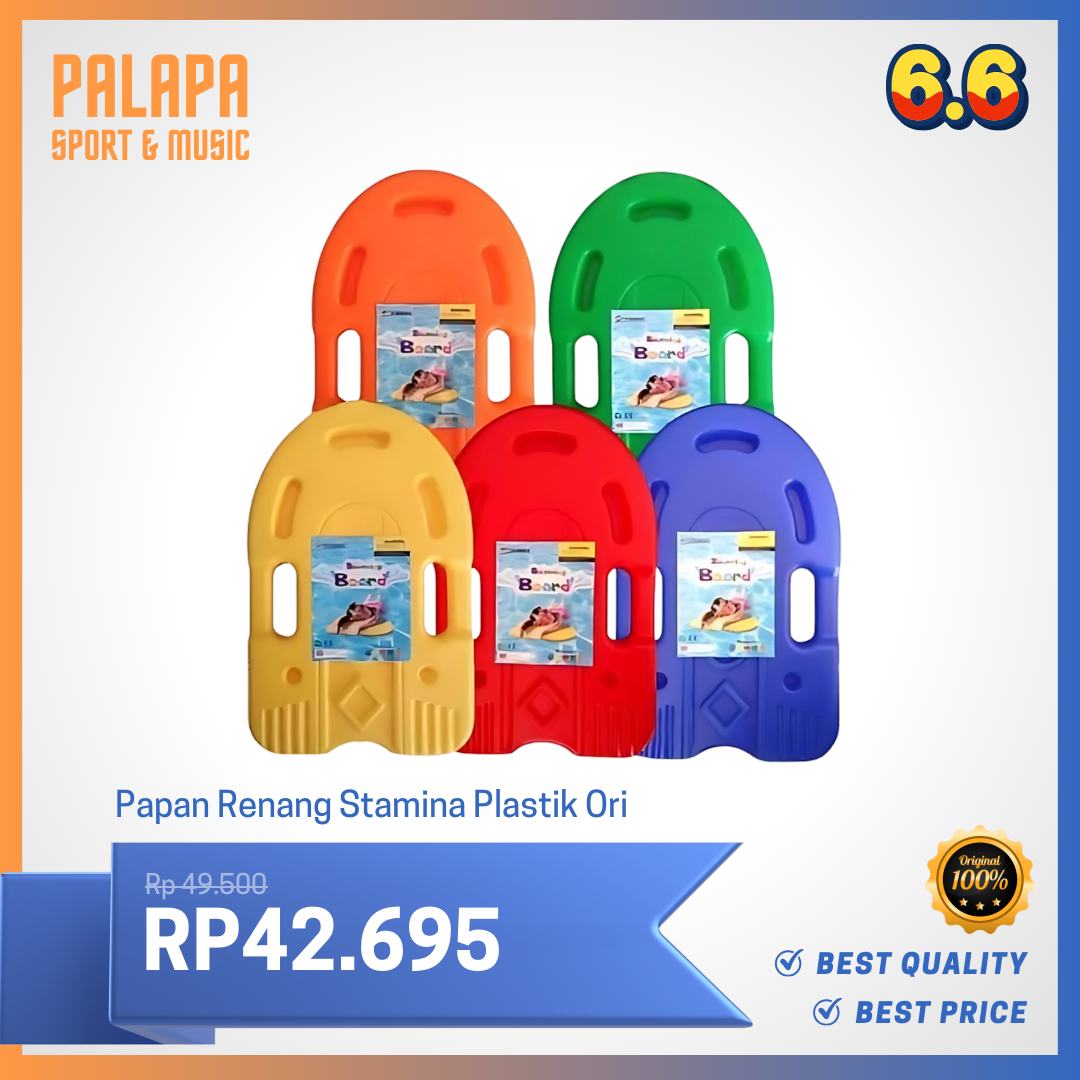 PALAPA
SPORT & MUSIC
6.6
Board
Board
Board
Board
Board
Papan Renang Stamina Plastik Ori
Rp 49.500
RP42.695
Original
100%
BEST QUALITY
BEST PRICE